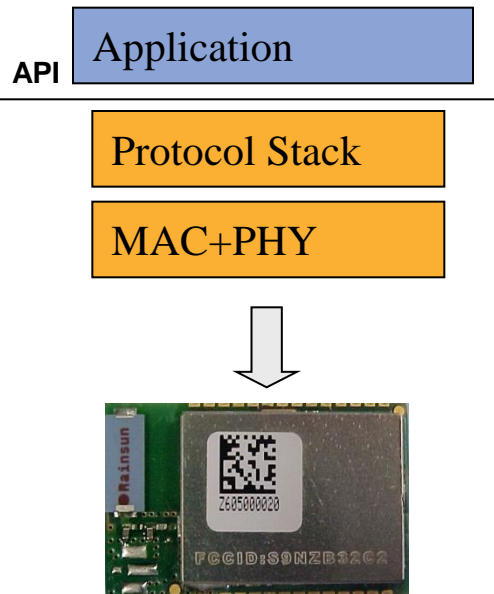 Application
API
Protocol Stack
MAC+PHY
Rainsun
Z605000020
FCCID:S9NZB32C2